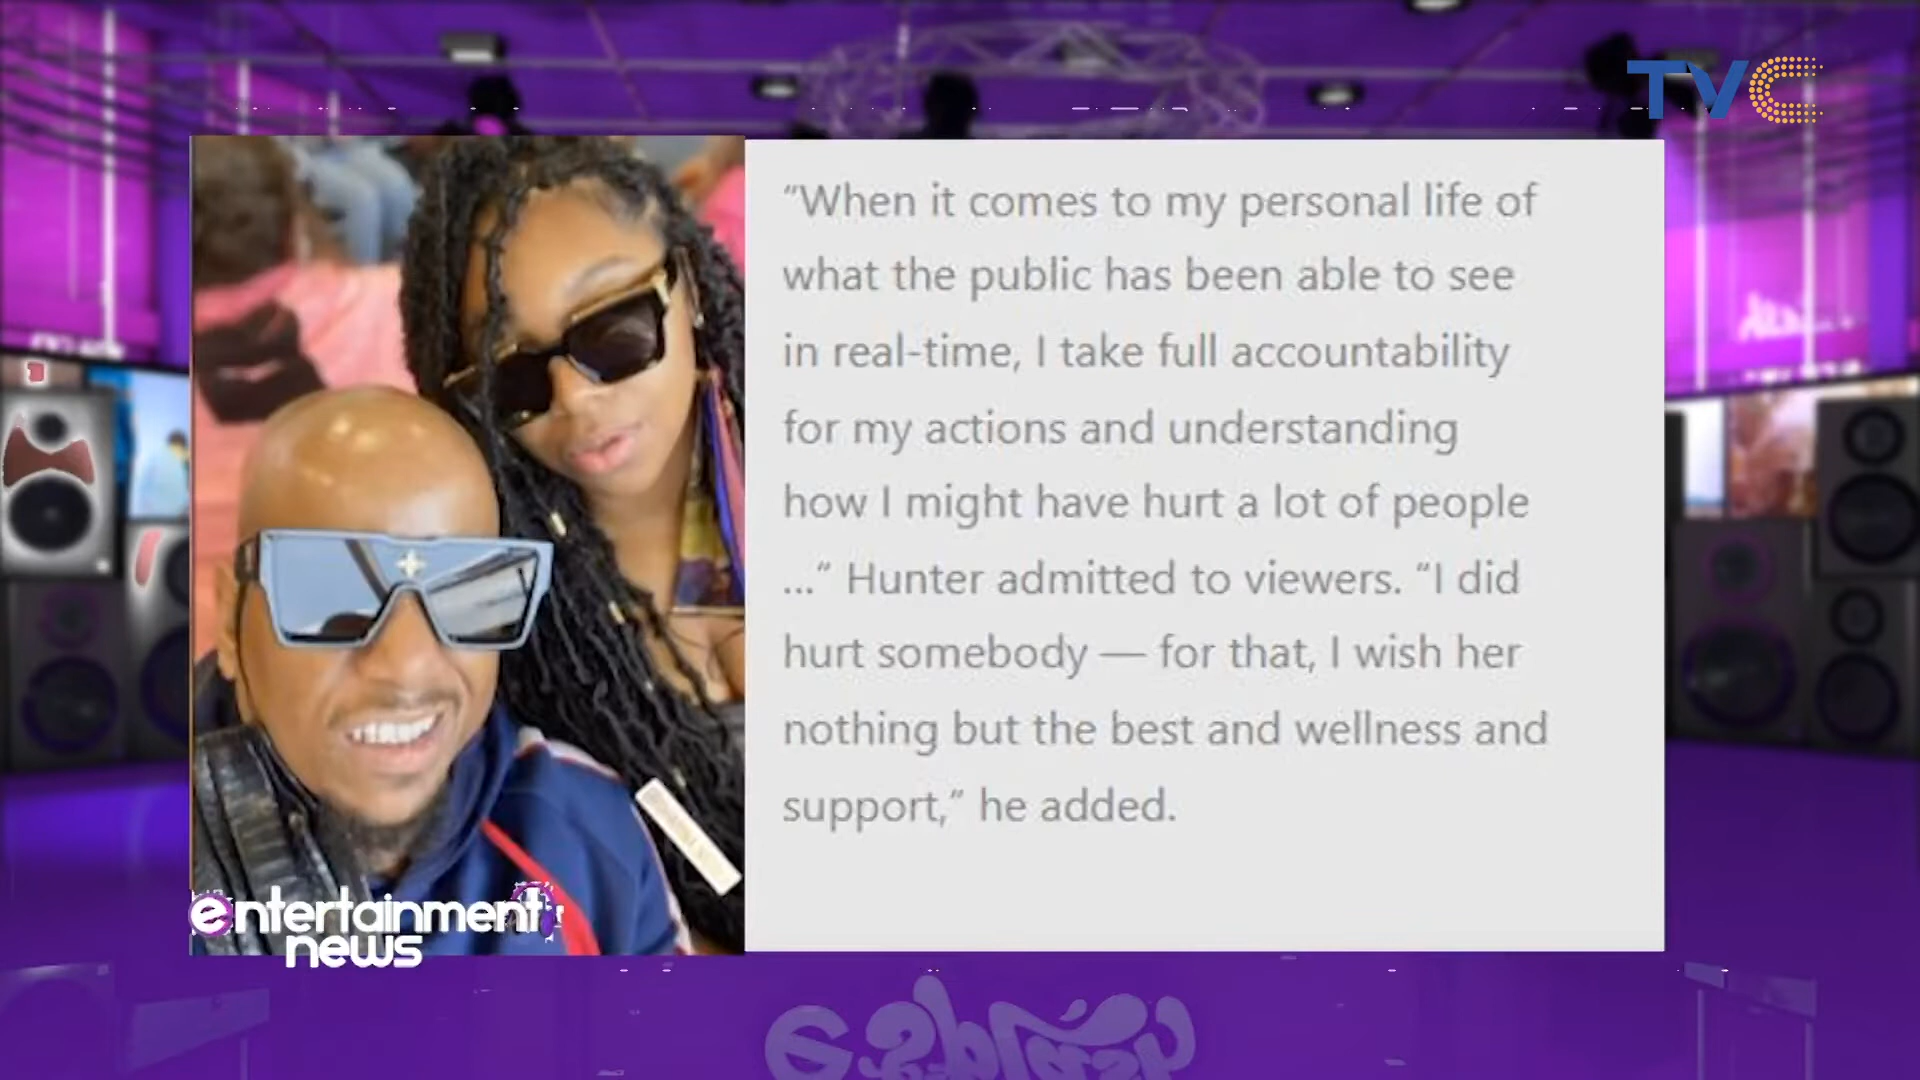 TVC
“When it comes to my personal life of
what the public has been able to see
in real-time, I take full accountability
for my actions and understanding
how I might have hurt a lot of people
...” Hunter admitted to viewers. “I did
hurt somebody — for that, I wish her
nothing but the best and wellness and
support,” he added.
entertainment
news